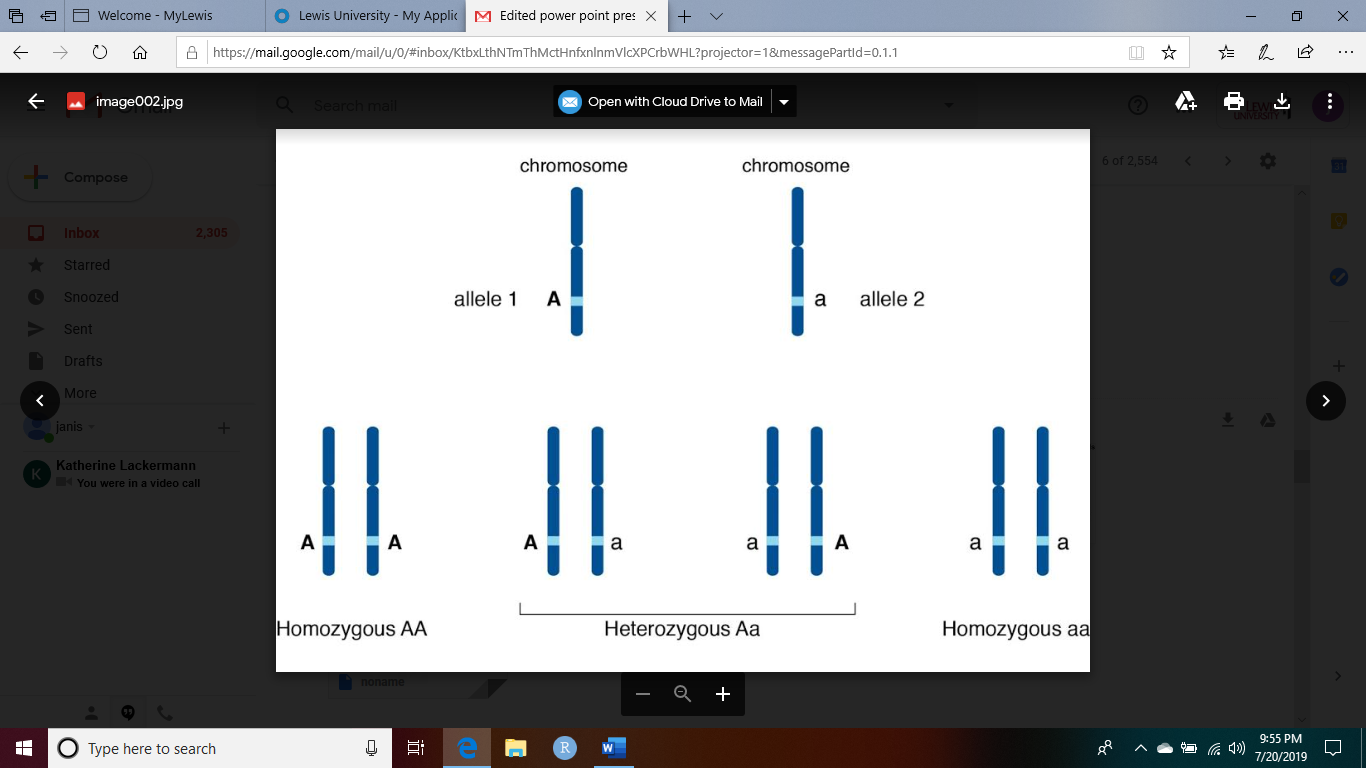 Welcome - MyLewis
Lewis University - My Applic
Edited power point pres
https://mail.google.com/mail/u/0/#inbox/KtbxLthNTmThMctHnfxnlnmVlcXPCrbWHL?projector=1&messagePartId=0.1.1
image002.jpg
Search mail
Open with Cloud Drive to Mail
LEWIS
UNIVERSITY
Compose
6 of 2,554
Inbox 2,305
Starred
Snoozed
Sent
Drafts
More
janis
K
Katherine Lackermann
You were in a video call
chromosome chromosome
allele 1 A a allele 2
A A A a a A a a
Homozygous AA Heterozygous Aa Homozygous aa
noname
Type here to search
R
9:55 PM
7/20/2019